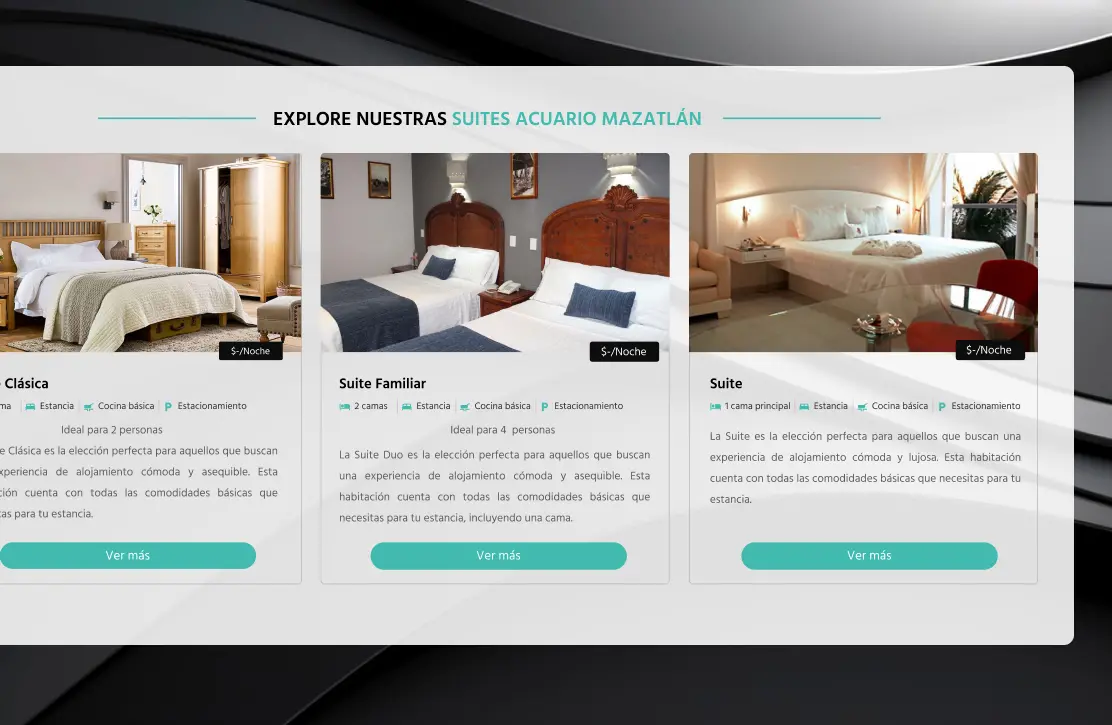 EXPLORE NUESTRAS SUITES ACUARIO MAZATLÁN
$-/Noche
Clásica
Estancia Cocina básica Estacionamiento
Ideal para 2 personas
Clásica es la elección perfecta para aquellos que buscan
de alojamiento cómoda y asequible. Esta
cuenta con todas las comodidades básicas que
para tu estancia.
Ver más
$-/Noche
Suite Familiar
2 camas Estancia Cocina básica Estacionamiento
Ideal para 4 personas
La Suite Duo es la elección perfecta para aquellos que buscan
una experiencia de alojamiento cómoda y asequible. Esta
habitación cuenta con todas las comodidades básicas que
necesitas para tu estancia, incluyendo una cama.
Ver más
$-/Noche
Suite
1 cama principal Estancia Cocina básica Estacionamiento
La Suite es la elección perfecta para aquellos que buscan una
experiencia de alojamiento cómoda y lujosa. Esta habitación
cuenta con todas las comodidades básicas que necesitas para tu
estancia.
Ver más